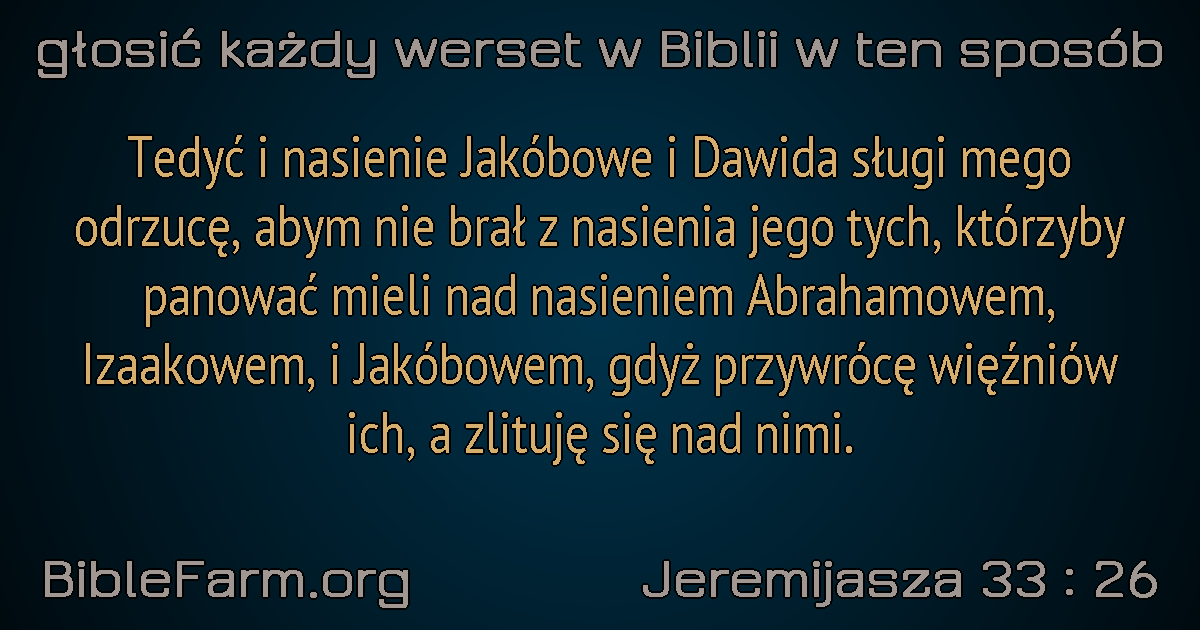 głosić każdy werset w Biblii w ten sposób
Tedyć i nasienie Jakóbowe i Dawida sługi mego
odrzucę, abym nie brał z nasienia jego tych, którzyby
panować mieli nad nasieniem Abrahamowem,
Izaakowem, i Jakóbowem, gdyż przywrócę więźniów
ich, a zlituję się nad nimi.
BibleFarm.org
Jeremijasza 33 : 26